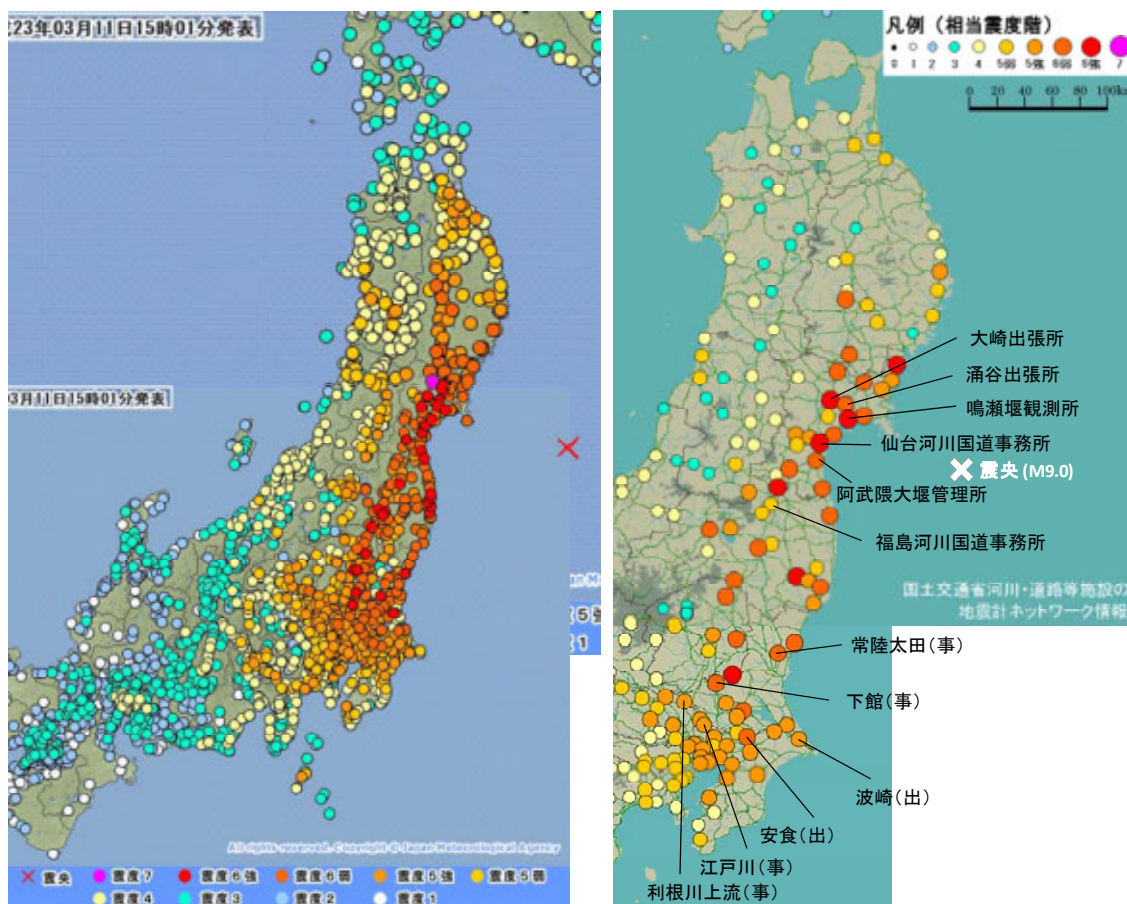 :23年03月11日15時01分発表
03月11日15時01分発表
度5強
度1
All rights reserved. Copyright © Japan Meteorological Agency
震央 震度7 震度6強 震度6弱 震度5強 震度5弱
震度4 震度3 震度2 震度1
凡例（相当震度階）
0 1 2 3 4 5弱 5強 6弱 6強 7
0 20 40 60 80 100km
大崎出張所
涌谷出張所
鳴瀬堰観測所
仙台河川国道事務所
震央(M9.0)
阿武隈大堰管理所
福島河川国道事務所
国土交通省河川・道路等施設の
地震計ネットワーク情報
常陸太田(事)
下館(事)
波崎(出)
安食(出)
江戸川(事)
利根川上流(事)